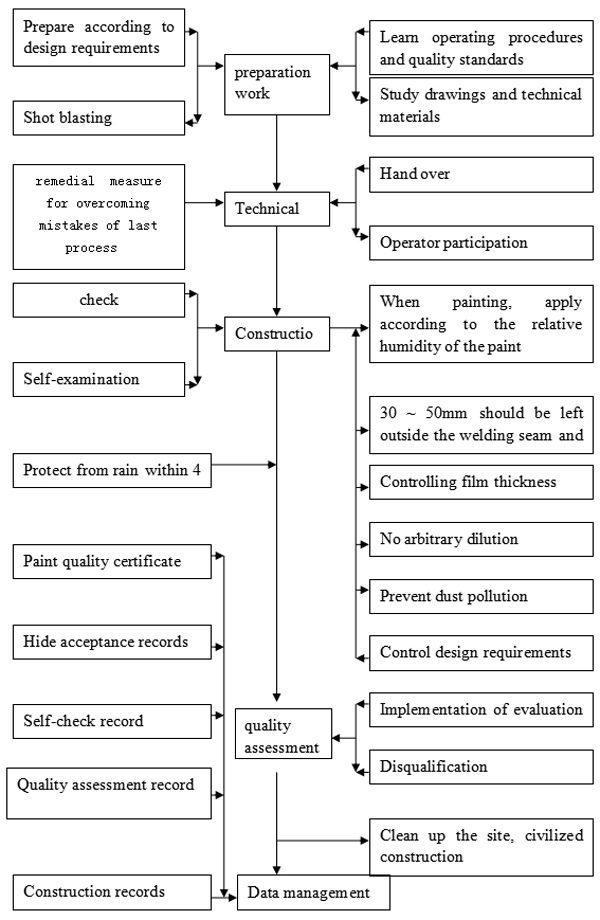 Prepare according to
design requirements
Shot blasting
preparation
work
Learn operating procedures
and quality standards
Study drawings and technical
materials
remedial measure
for overcoming
mistakes of last
process
Technical
Hand over
Operator participation
check
Self-examination
Constructio
When painting, apply
according to the relative
humidity of the paint
30 ~ 50mm should be left
outside the welding seam and
Protect from rain within 4
Controlling film thickness
No arbitrary dilution
Prevent dust pollution
Control design requirements
Paint quality certificate
Hide acceptance records
Self-check record
Quality assessment record
Construction records
quality
assessment
Implementation of evaluation
Disqualification
Clean up the site, civilized
construction
Data management